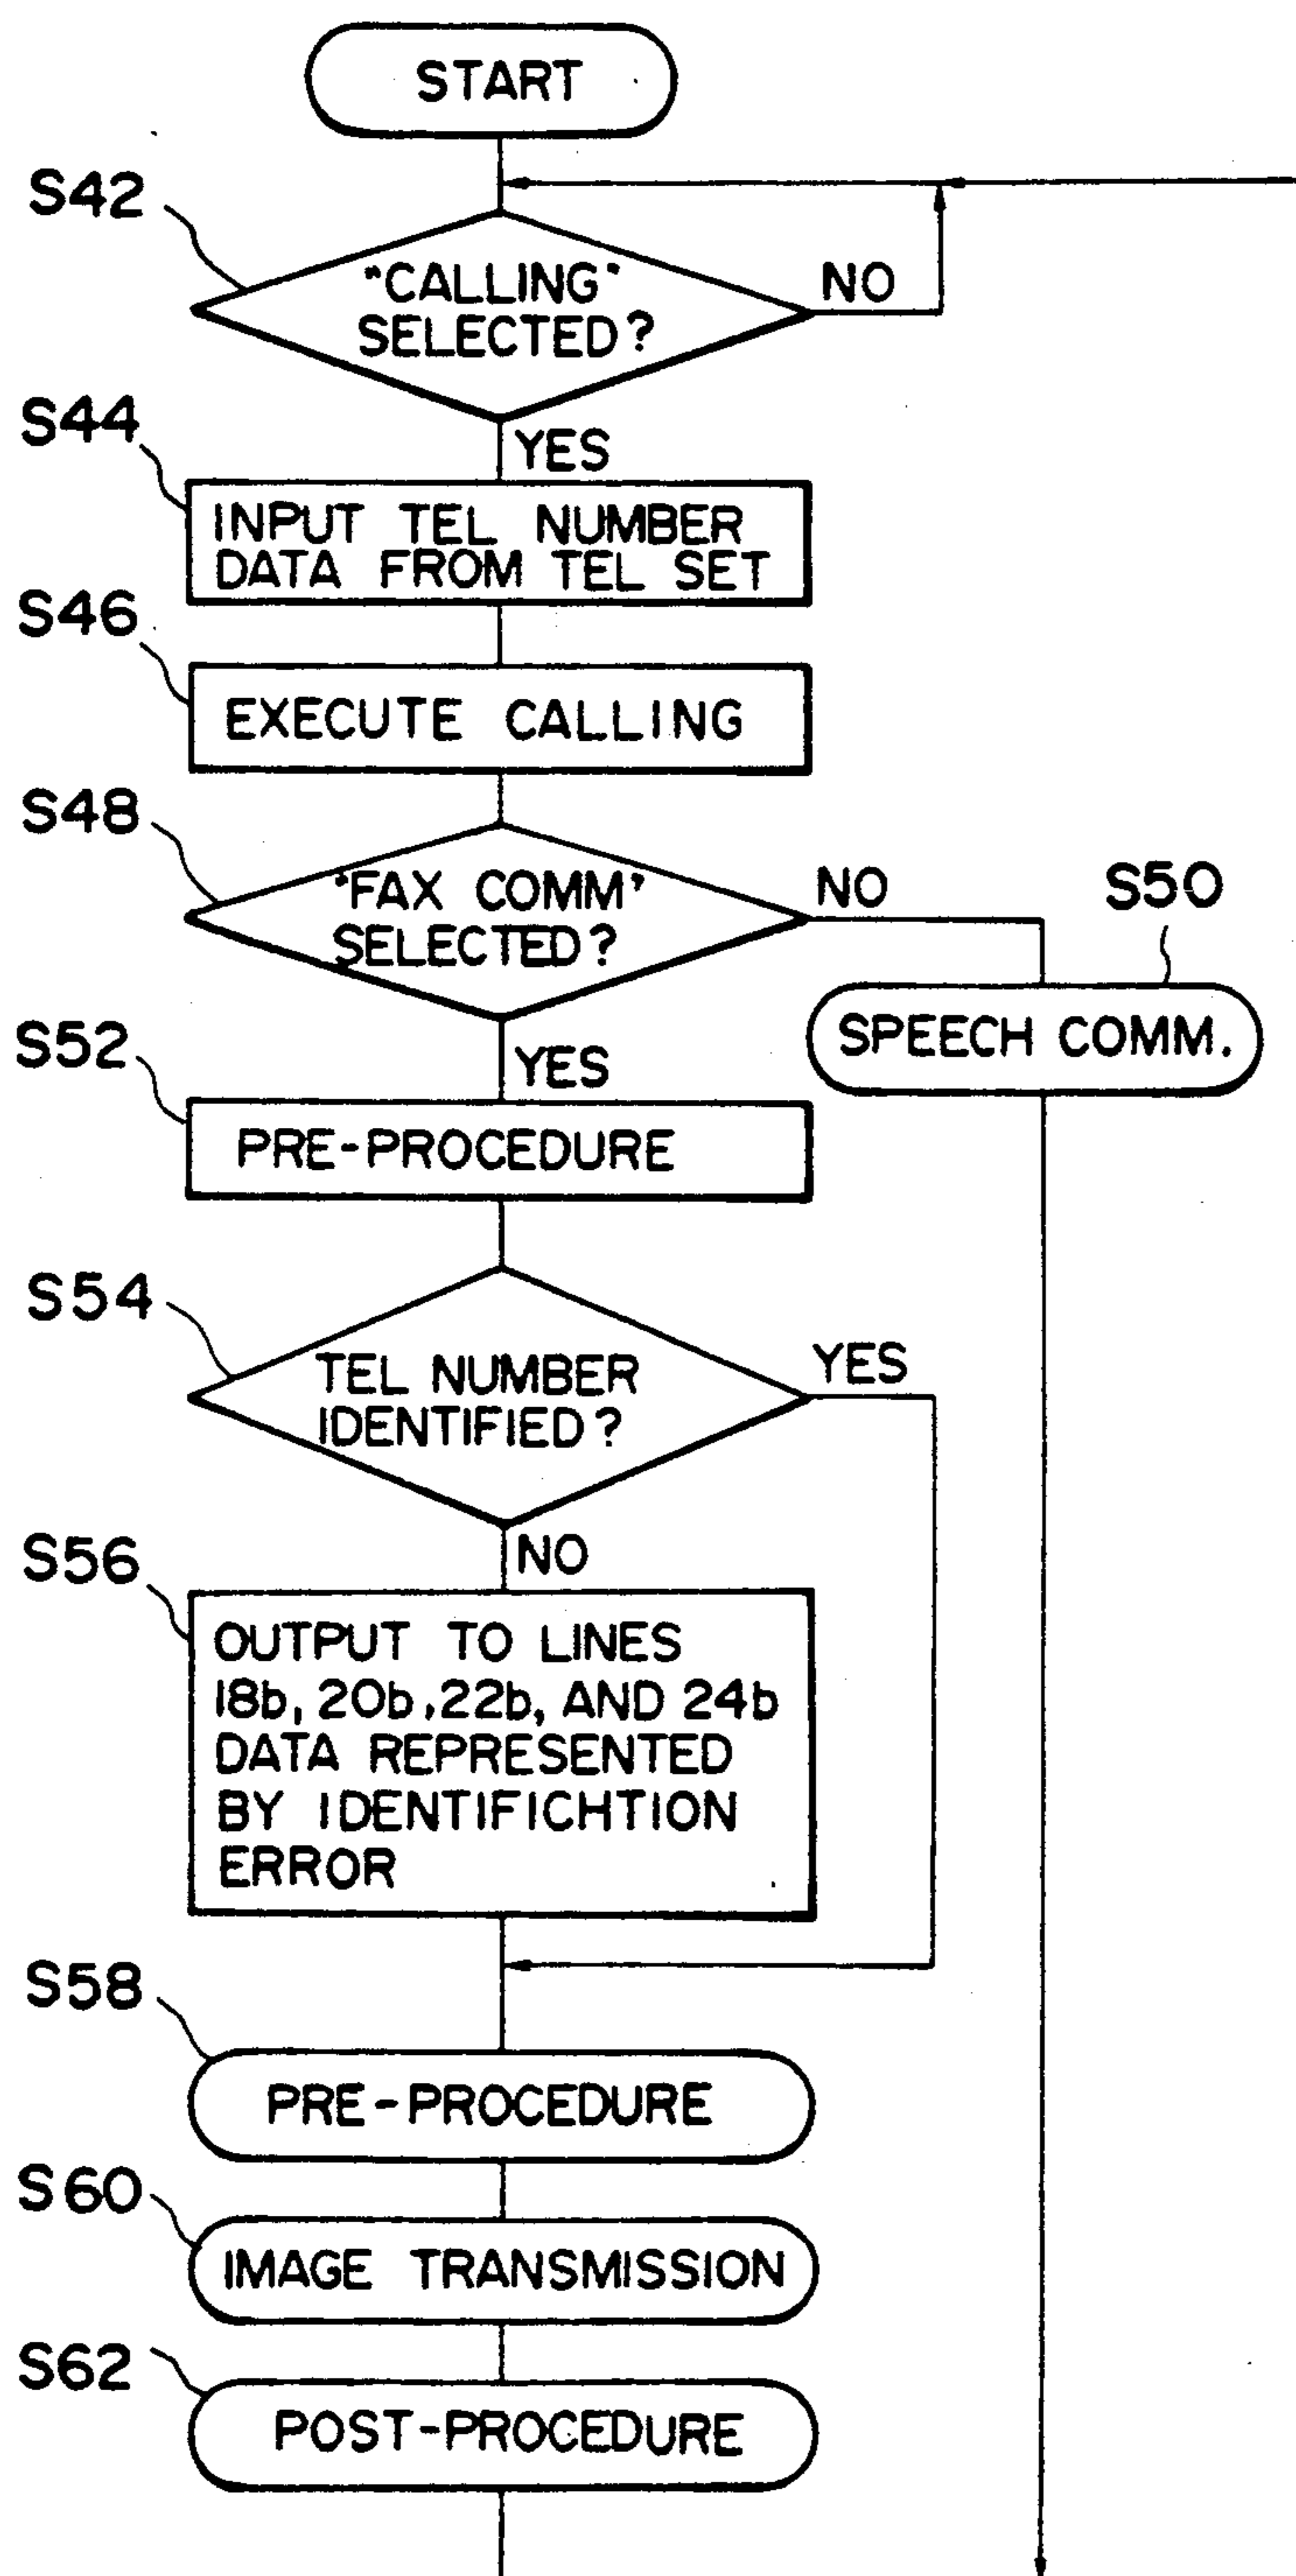 START
S42
"CALLING"
SELECTED?
NO
YES
S44
INPUT TEL NUMBER
DATA FROM TEL SET
S46
EXECUTE CALLING
S48
"FAX COMM"
SELECTED?
NO
S50
SPEECH COMM.
YES
S52
PRE-PROCEDURE
S54
TEL NUMBER
IDENTIFIED?
YES
NO
S56
OUTPUT TO LINES
18b, 20b, 22b, AND 24b
DATA REPRESENTED
BY IDENTIFICHTION
ERROR
S58
PRE-PROCEDURE
S60
IMAGE TRANSMISSION
S62
POST-PROCEDURE